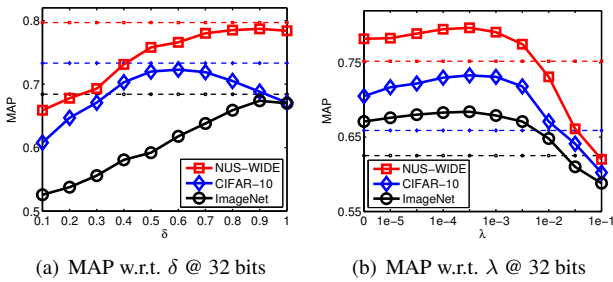 0.8
0.7
0.6
0.5
MAP
0.1 0.2 0.3 0.4 0.5 0.6 0.7 0.8 0.9 1
δ
NUS−WIDE
CIFAR−10
ImageNet
(a) MAP w.r.t. δ @ 32 bits
0.75
0.65
0.55
MAP
0 1e−5 1e−4 1e−3 1e−2 1e−1
λ
NUS−WIDE
CIFAR−10
ImageNet
(b) MAP w.r.t. λ @ 32 bits